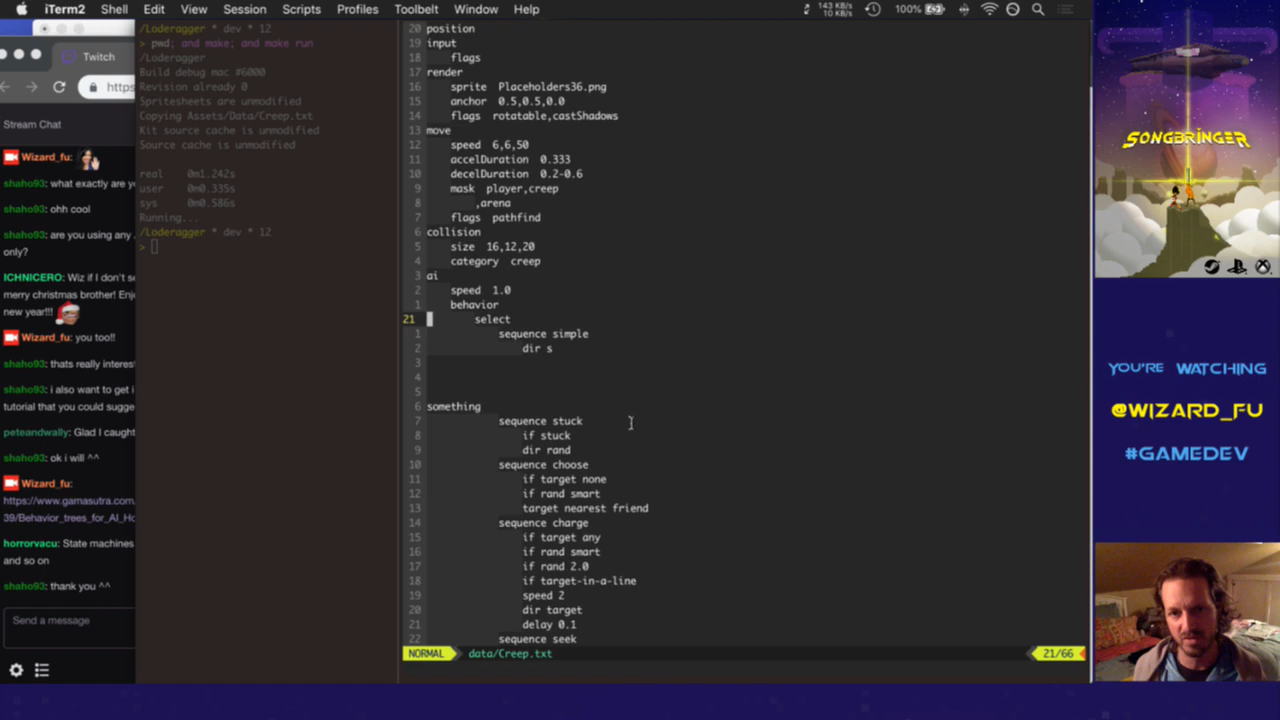 iTerm2 Shell Edit View Session Scripts Profiles Toolbelt Window Help
143 KB/s
10 KB/s
100%
Twitch
https
Stream Chat
Wizard_fu:
shaho93: what exactly are yo
shaho93: ohh cool
shaho93: are you using any
only?
ICHNICERO: Wiz if I don't se
merry christmas brother! Enj
new year!!!
Wizard_fu: you too!!
shaho93: thats really interes
shaho93: i also want to get i
tutorial that you could sugge
peteandwally: Glad I caught
shaho93: ok i will ^^
Wizard_fu:
https://www.gamasutra.com
39/Behavior_trees_for_AI_Ho
horrorvacu: State machines
and so on
shaho93: thank you ^^
Send a message
/Loderagger * dev * 12
> pwd; and make; and make run
/Loderagger
Build debug mac #6000
Revision already 0
Spritesheets are unmodified
Copying Assets/Data/Creep.txt
Kit source cache is unmodified
Source cache is unmodified
real 0m1.242s
user 0m0.335s
sys 0m0.586s
Running...
/Loderagger * dev * 12
>
20 position
19 input
18 flags
17 render
16 sprite Placeholders36.png
15 anchor 0.5,0.5,0.0
14 flags rotatable,castShadows
13 move
12 speed 6,6,50
11 accelDuration 0.333
10 decelDuration 0.2-0.6
9 mask player,creep
8 ,arena
7 flags pathfind
6 collision
5 size 16,12,20
4 category creep
3 ai
2 speed 1.0
1 behavior
21 select
1 sequence simple
2 dir s
3
4
5
6 something
7 sequence stuck
8 if stuck
9 dir rand
10 sequence choose
11 if target none
12 if rand smart
13 target nearest friend
14 sequence charge
15 if target any
16 if rand smart
17 if rand 2.0
18 if target-in-a-line
19 speed 2
20 dir target
21 delay 0.1
22 sequence seek
NORMAL data/Creep.txt 21/66
SONGBRINGER
YOU'RE WATCHING
@WIZARD_FU
#GAMEDEV